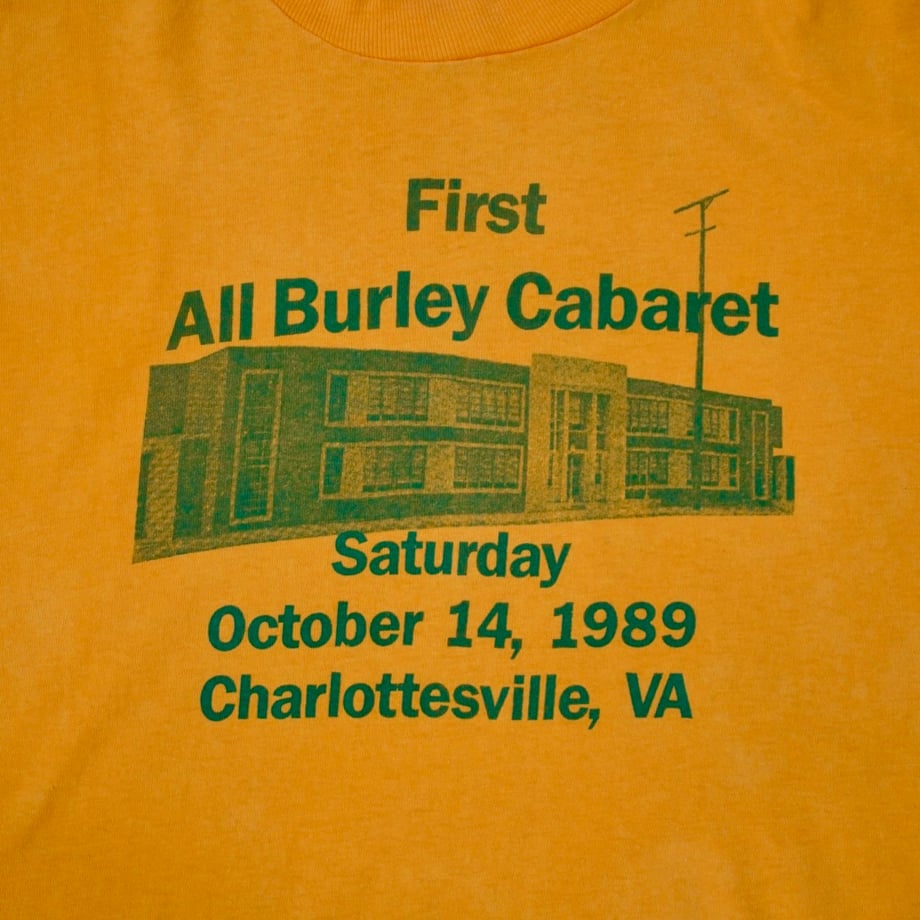 First
All Burley Cabaret
Saturday
October 14, 1989
Charlottesville, VA